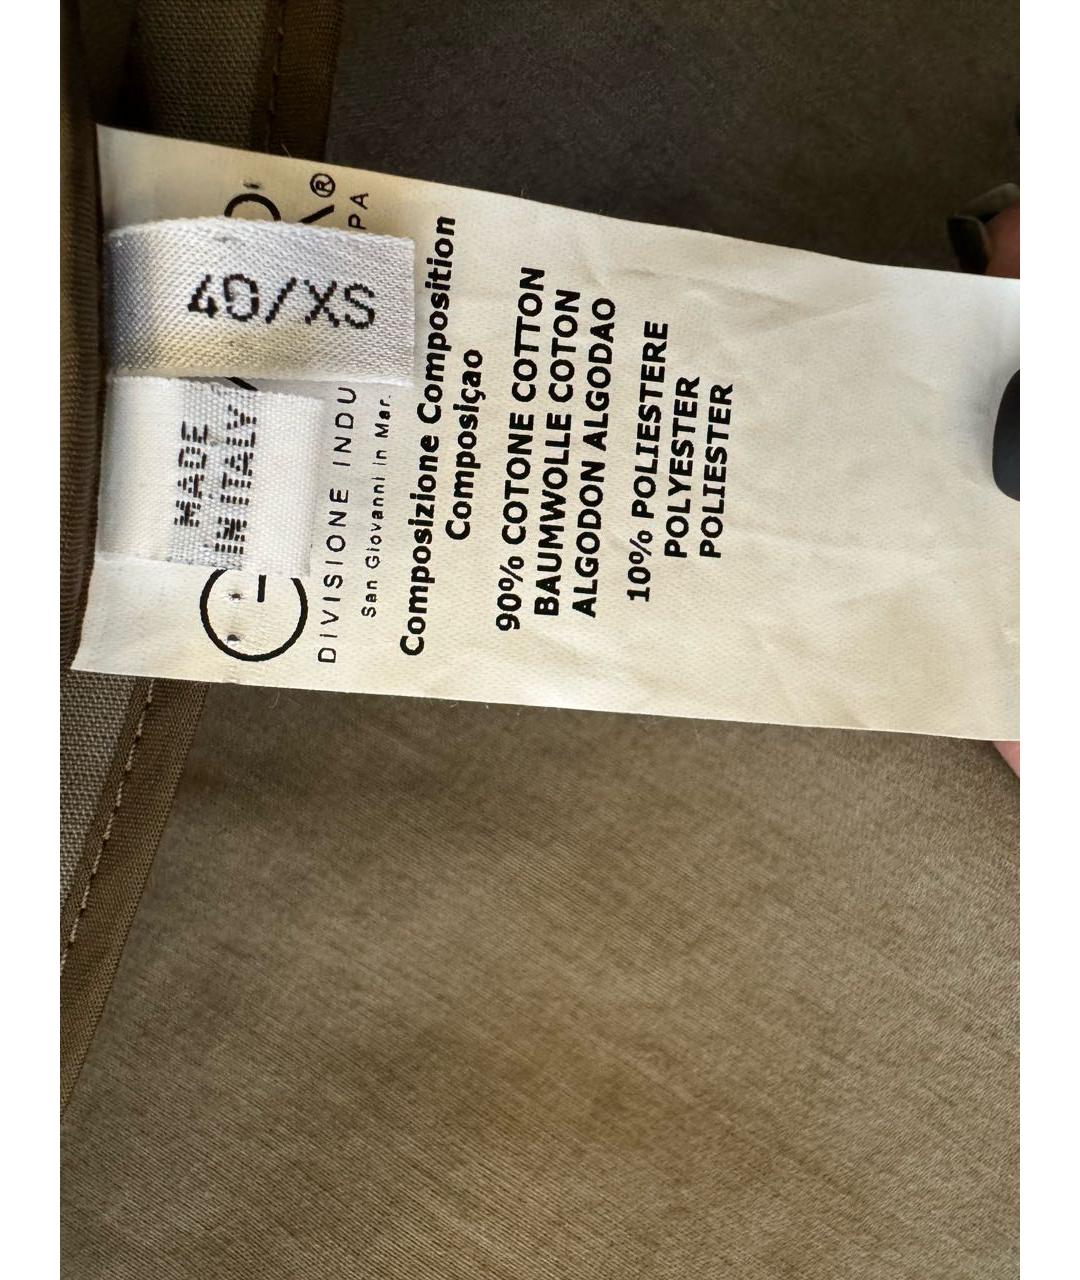 40/XS
MADE
IN ITALY
®
DIVISIONE INDU
PA
San Giovanni in Mar.
Composizione Composition
Composiçao
90% COTONE COTTON
BAUMWOLLE COTON
ALGODON ALGODAO
10% POLIESTERE
POLYESTER
POLIESTER